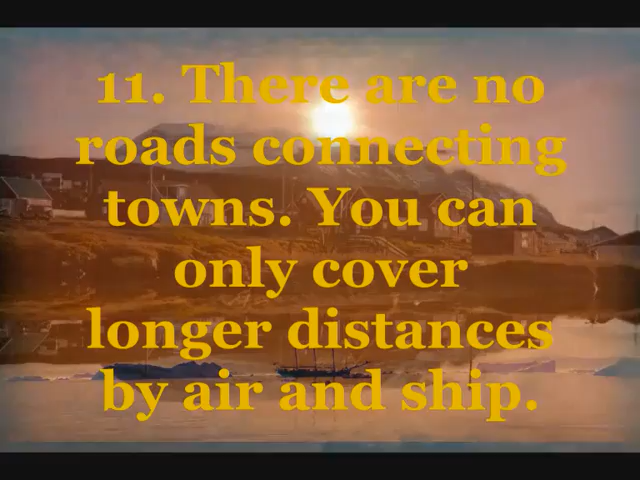 11. There are no
roads connecting
towns. You can
only cover
longer distances
by air and ship.